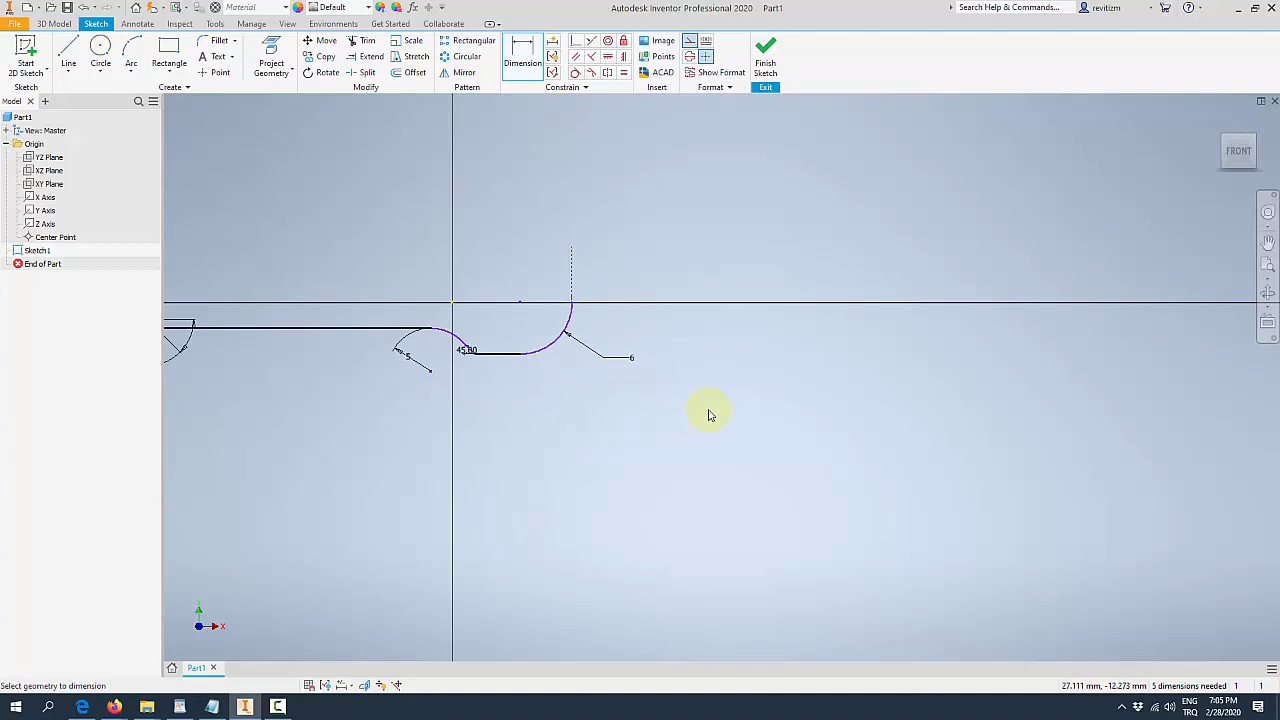 Material
Default
Autodesk Inventor Professional 2020 Part1
Search Help & Commands...
revitizm
File 3D Model Sketch Annotate Inspect Tools Manage View Environments Get Started Collaborate
Start
2D Sketch
Line Circle Arc Rectangle
Fillet
Text
Point
Project
Geometry
Move
Copy
Rotate
Trim
Extend
Split
Scale
Stretch
Offset
Rectangular
Circular
Mirror
Dimension
Image
Points
ACAD
Show Format
Finish
Sketch
Sketch Create Modify Pattern Constrain Insert Format Exit
Model
Part1
View: Master
Origin
YZ Plane
XZ Plane
XY Plane
X Axis
Y Axis
Z Axis
Center Point
Sketch1
End of Part
FRONT
45.00
5
6
X
Part1
Select geometry to dimension
27.111 mm, -12.273 mm 5 dimensions needed 1 1
ENG
TRQ
7:05 PM
2/28/2020